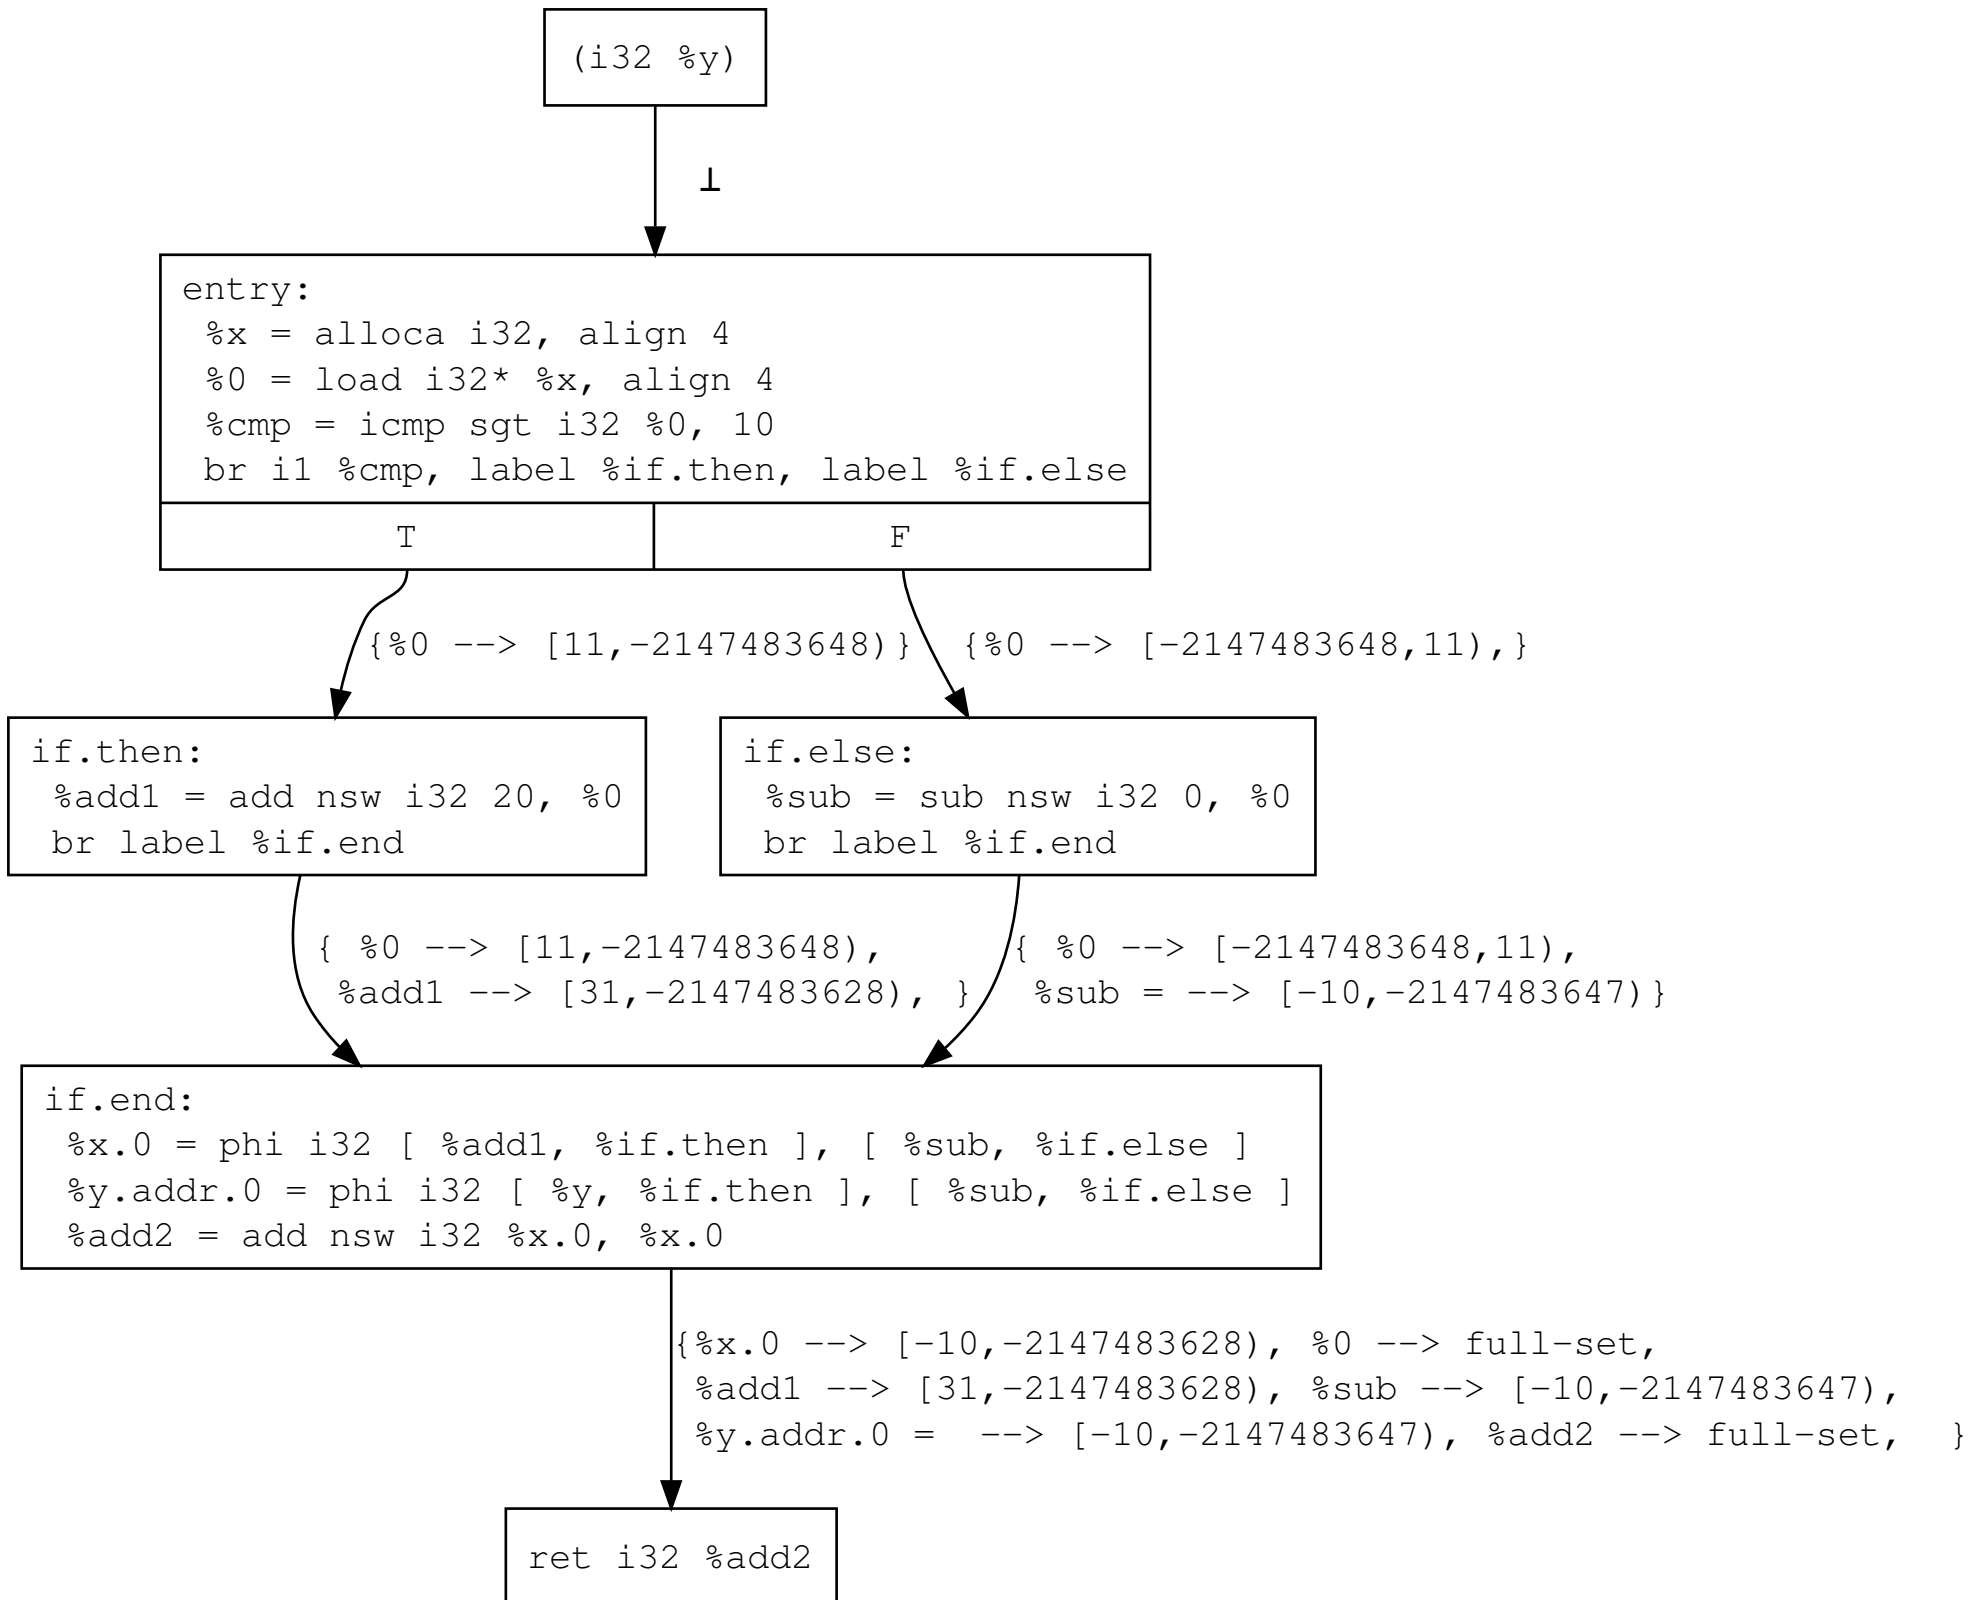 (i32 %y)
⊥
entry:
%x = alloca i32, align 4
%0 = load i32* %x, align 4
%cmp = icmp sgt i32 %0, 10
br i1 %cmp, label %if.then, label %if.else
T F
{%0 --> [11,-2147483648)} {%0 --> [-2147483648,11),}
if.then:
%add1 = add nsw i32 20, %0
br label %if.end
if.else:
%sub = sub nsw i32 0, %0
br label %if.end
{ %0 --> [11,-2147483648),
%add1 --> [31,-2147483628), }
{ %0 --> [-2147483648,11),
%sub = --> [-10,-2147483647)}
if.end:
%x.0 = phi i32 [ %add1, %if.then ], [ %sub, %if.else ]
%y.addr.0 = phi i32 [ %y, %if.then ], [ %sub, %if.else ]
%add2 = add nsw i32 %x.0, %x.0
{%x.0 --> [-10,-2147483628), %0 --> full-set,
%add1 --> [31,-2147483628), %sub --> [-10,-2147483647),
%y.addr.0 = --> [-10,-2147483647), %add2 --> full-set, }
ret i32 %add2